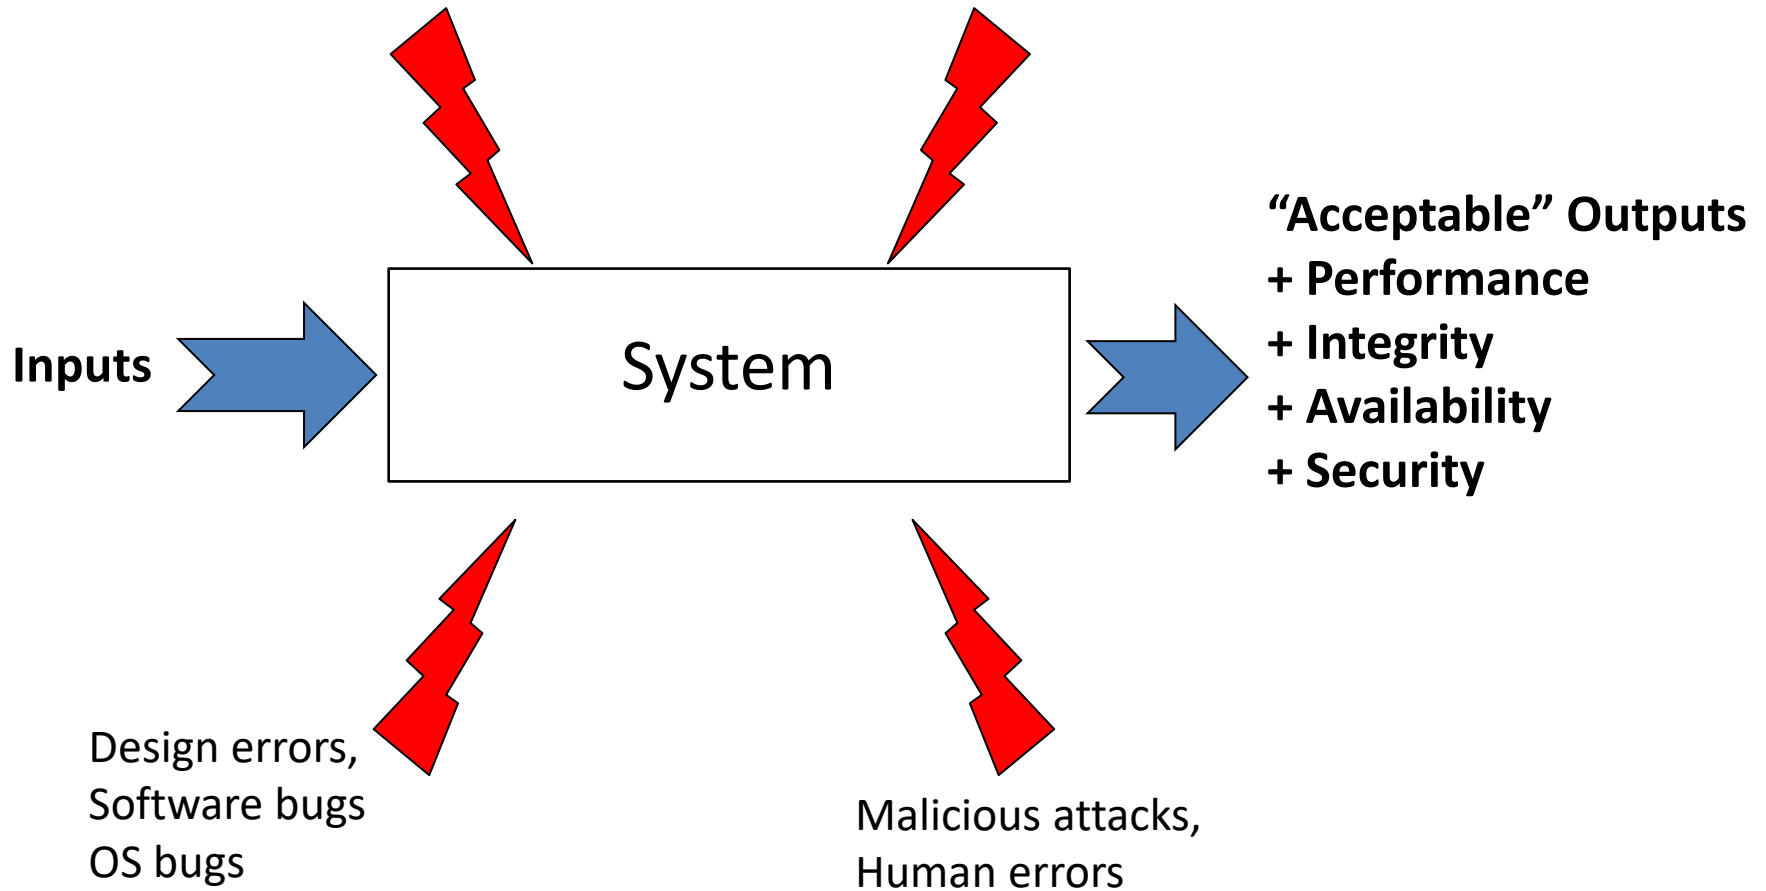 “Acceptable” Outputs
+ Performance
Inputs
System
+ Integrity
+ Availability
+ Security
Design errors,
Software bugs
OS bugs
Malicious attacks,
Human errors